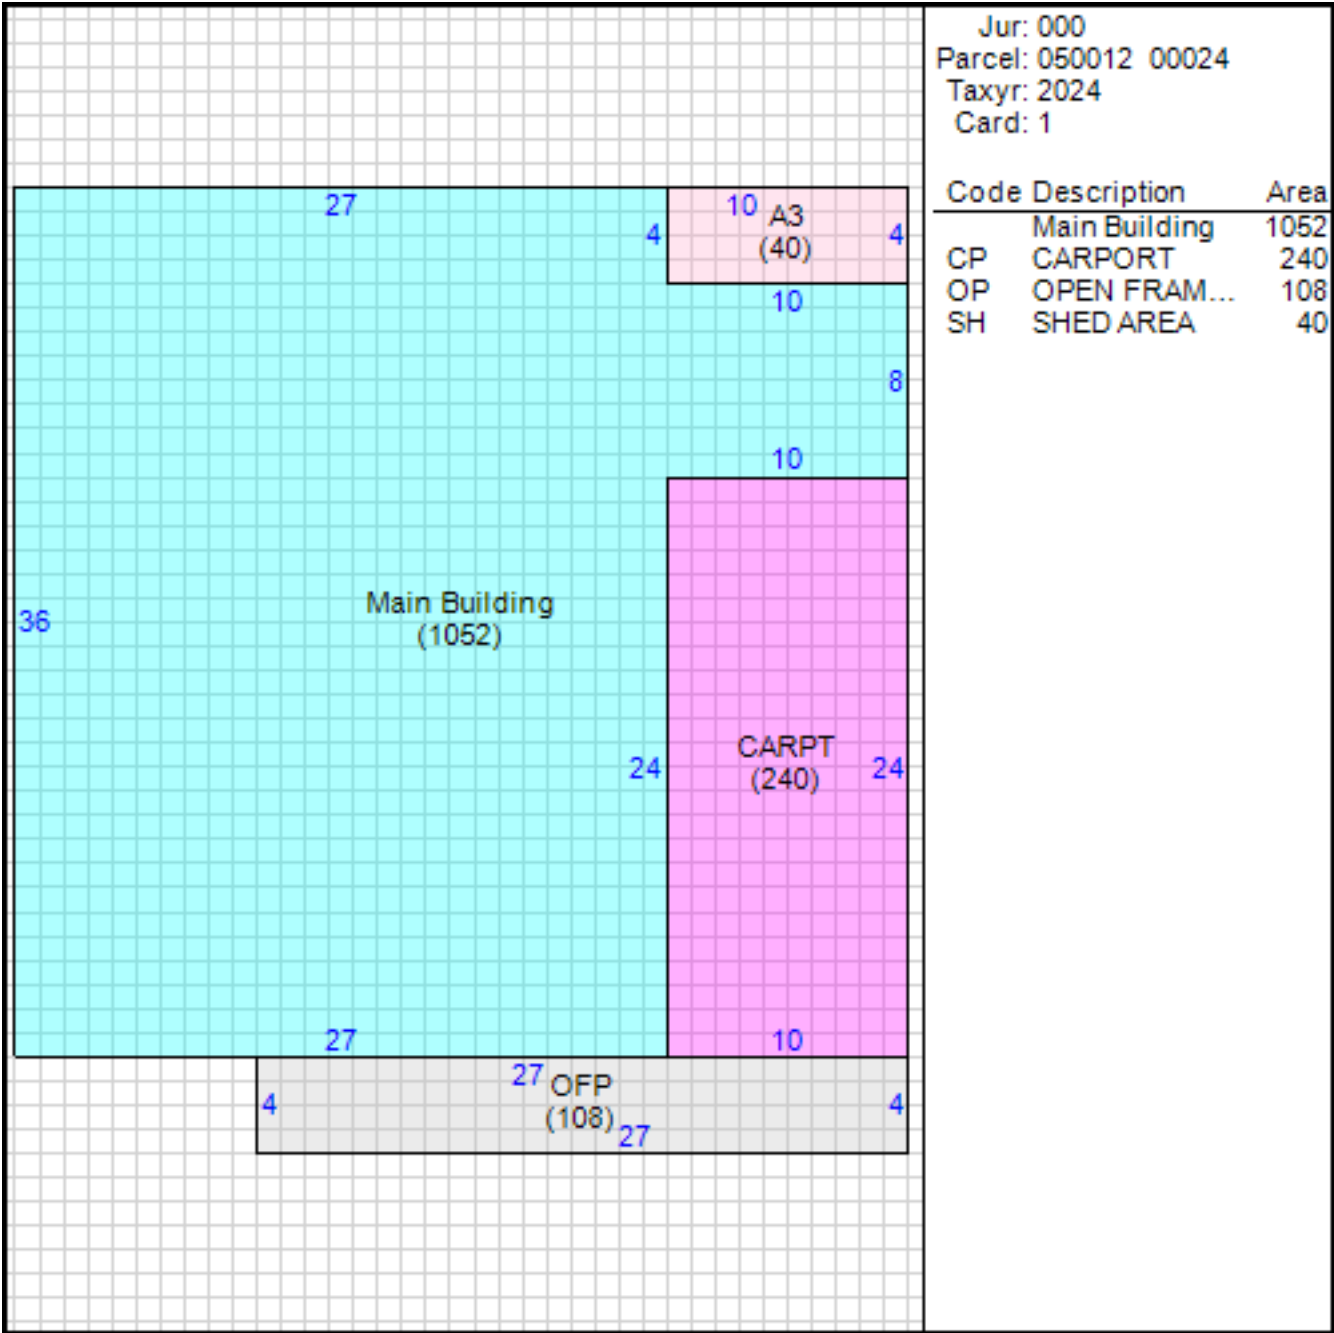 Jur: 000
Parcel: 050012 00024
Taxyr: 2024
Card: 1
Code Description Area
Main Building 1052
CP CARPORT 240
OP OPEN FRAM... 108
SH SHED AREA 40
27
10
A3
4
4
(40)
10
8
10
Main Building
36
(1052)
CARPT
24
24
(240)
27
10
27
OFP
4
4
(108)
27